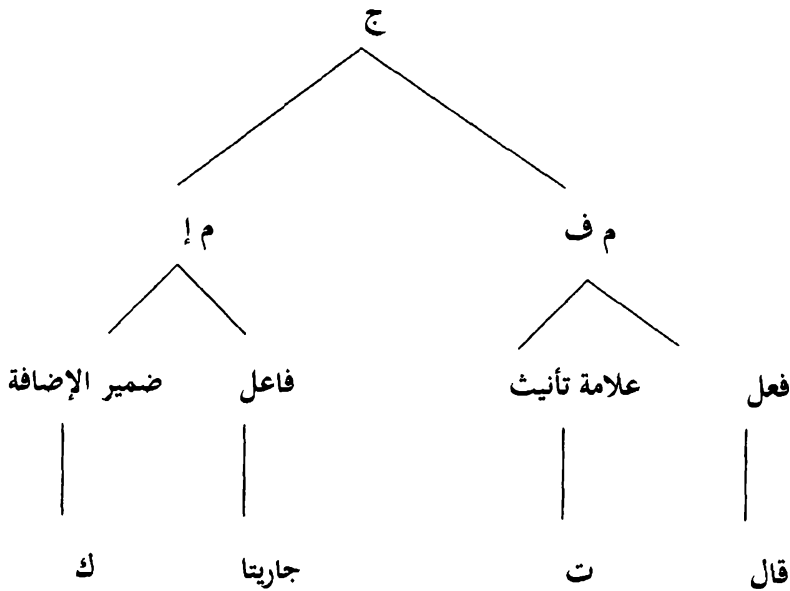 ج
م ف م إ
فعل علامة تأنيث فاعل ضمير الإضافة
قال ت جاريتا ك